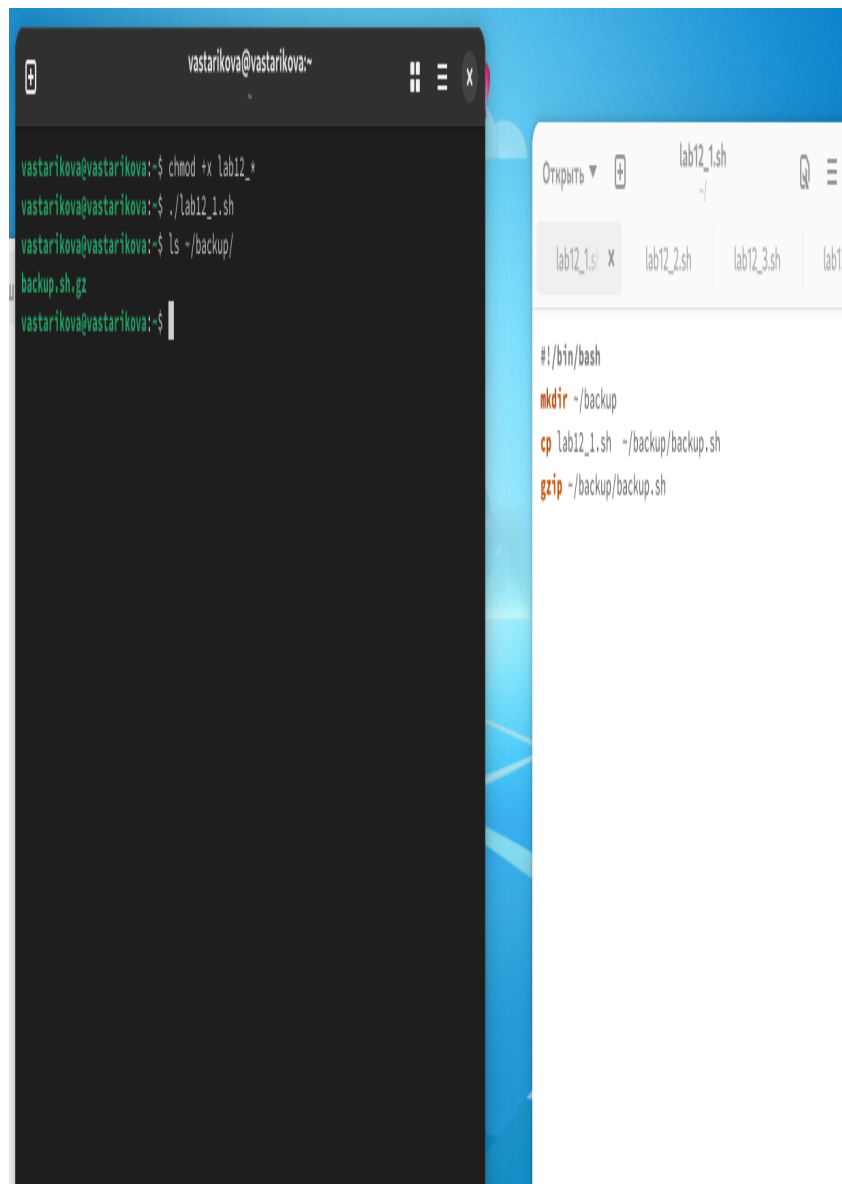 vastarikova@vastarikova:~
~
vastarikova@vastarikova:~$ chmod +x lab12_*
vastarikova@vastarikova:~$ ./lab12_1.sh
vastarikova@vastarikova:~$ ls ~/backup/
backup.sh.gz
vastarikova@vastarikova:~$
Открыть
lab12_1.sh
~/
lab12_1.s
lab12_2.sh
lab12_3.sh
#!/bin/bash
mkdir ~/backup
cp lab12_1.sh  ~/backup/backup.sh
gzip ~/backup/backup.sh